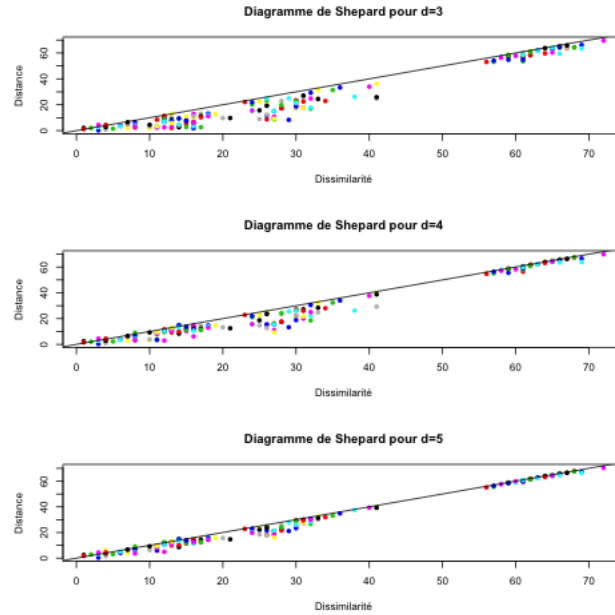 Diagramme de Shepard pour d=3
Distance
0 20 40 60
0 10 20 30 40 50 60 70
Dissimilarité
Diagramme de Shepard pour d=4
Distance
0 20 40 60
0 10 20 30 40 50 60 70
Dissimilarité
Diagramme de Shepard pour d=5
Distance
0 20 40 60
0 10 20 30 40 50 60 70
Dissimilarité